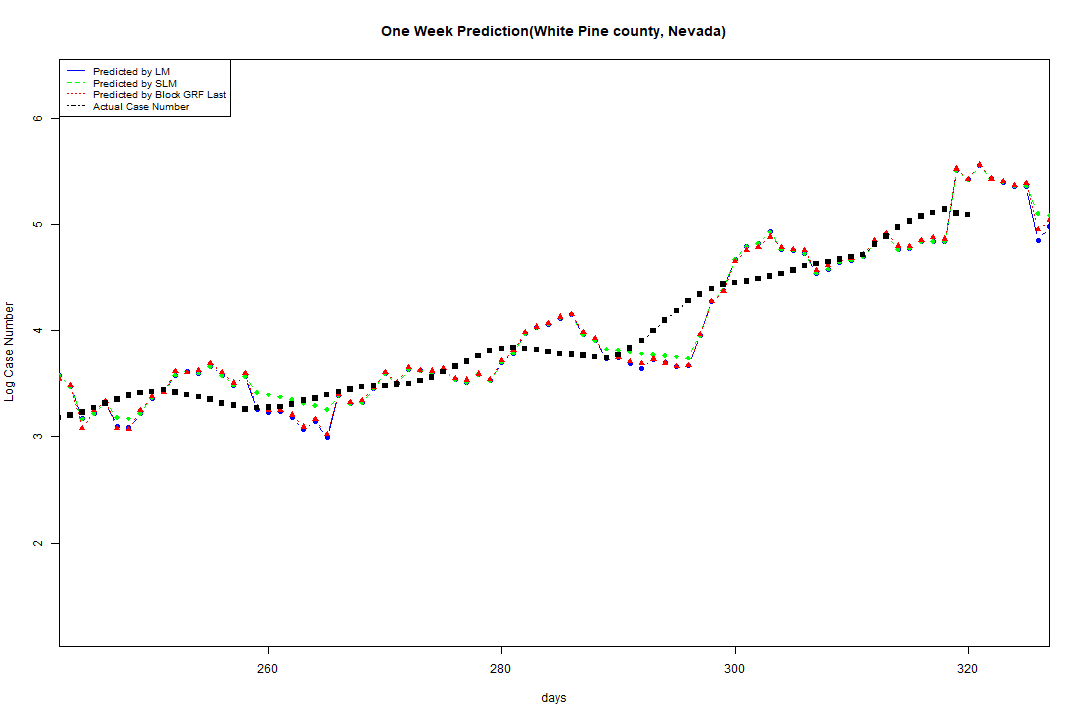 One Week Prediction(White Pine county, Nevada)
Predicted by LM
Predicted by SLM
Predicted by Block GRF Last
Actual Case Number
6
5
4
3
2
Log Case Number
260 280 300 320
days